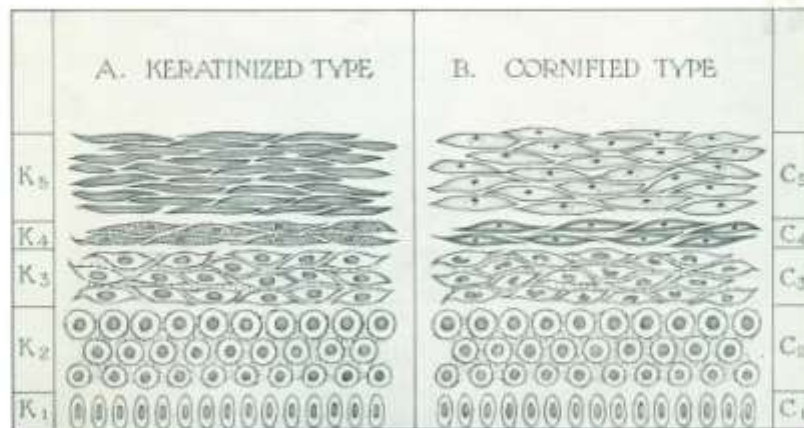 A. KERATINIZED TYPE
B. CORNIFIED TYPE
K5
C5
K4
C4
K3
C3
K2
C2
K1
C1